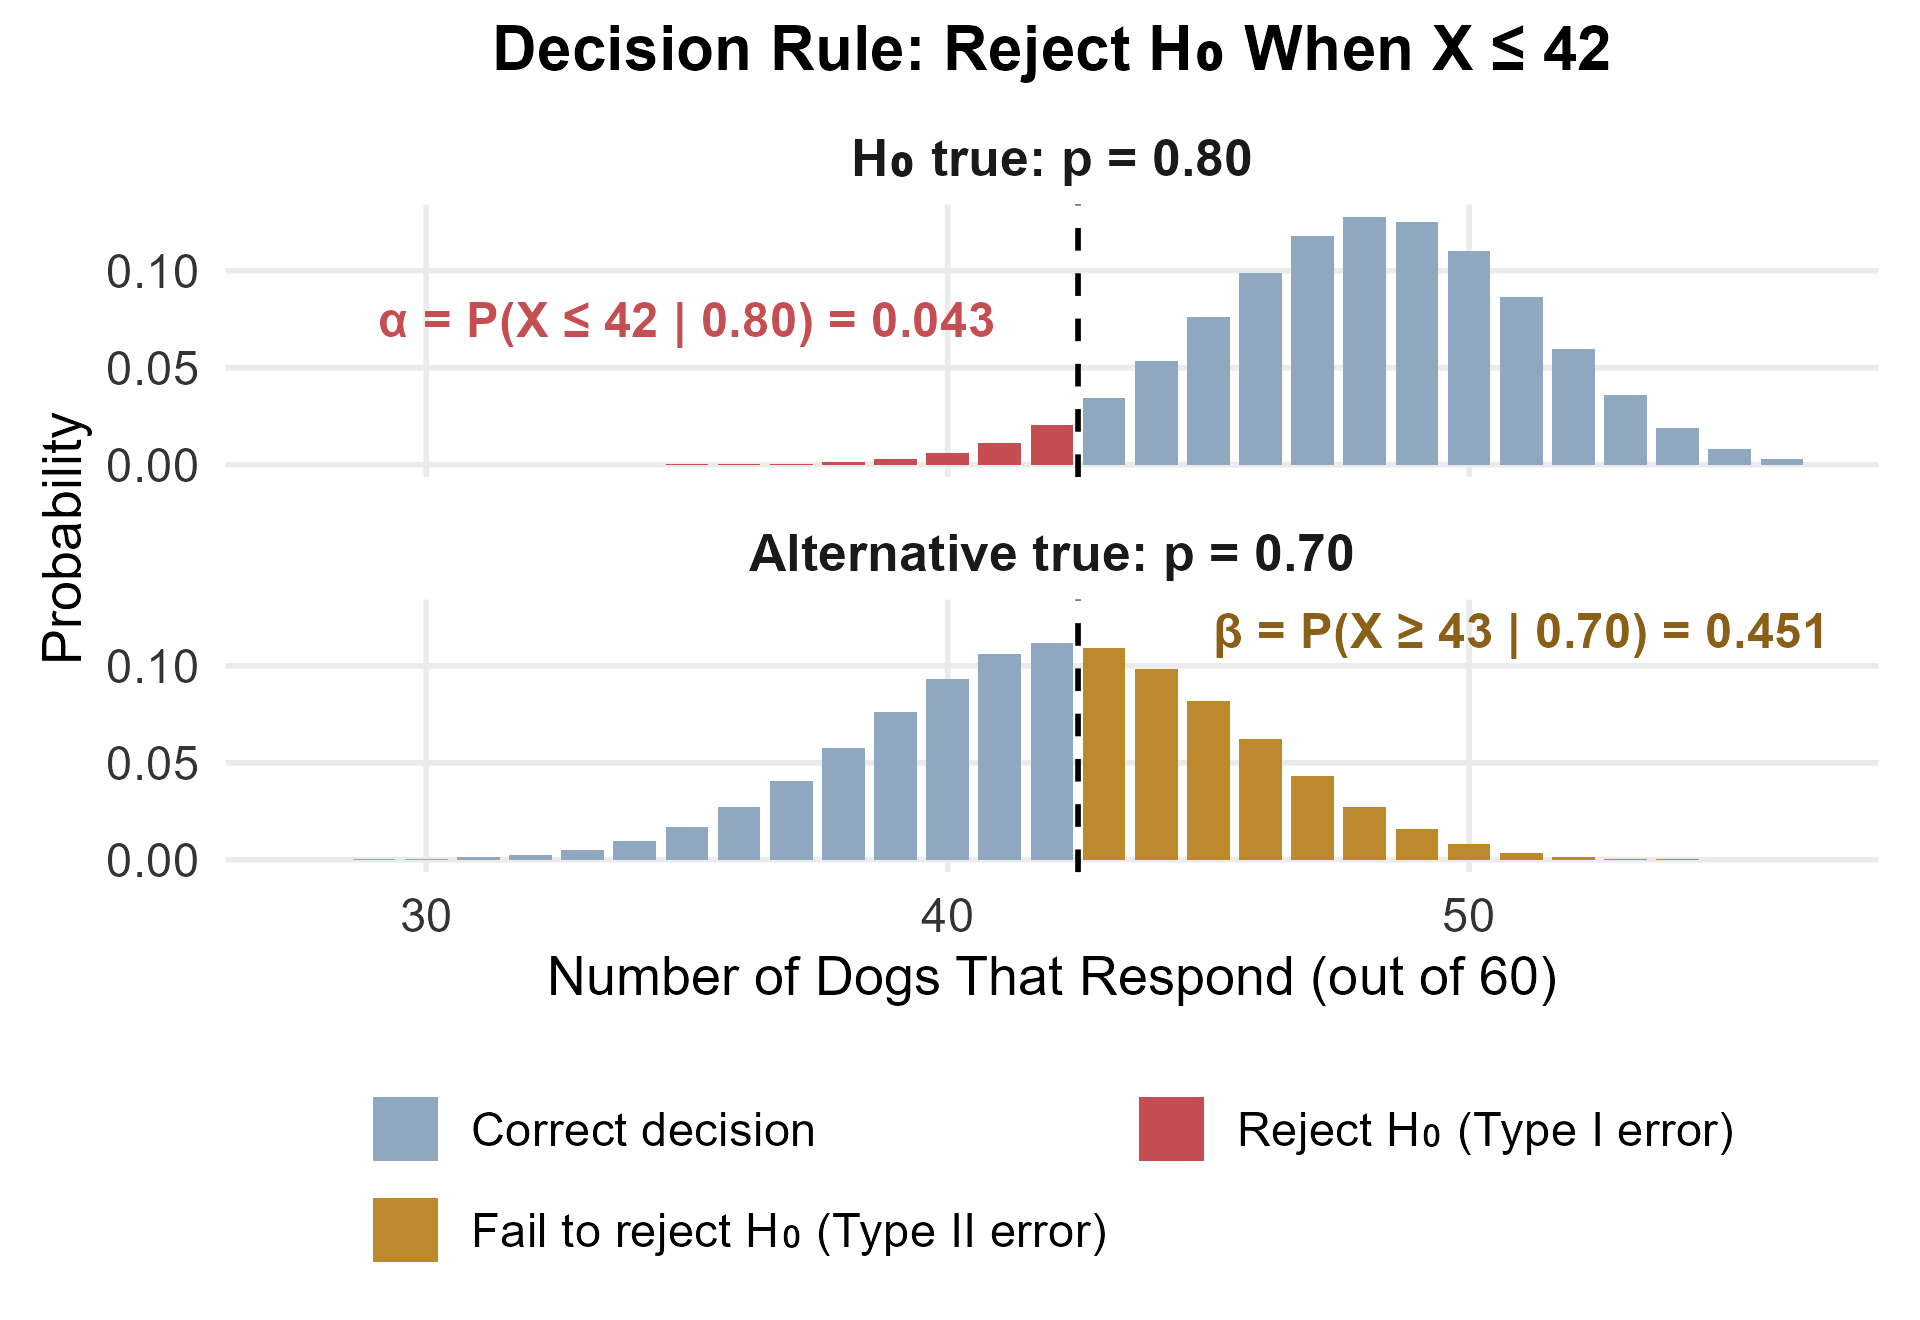 Decision Rule: Reject H₀ When X ≤ 42
H₀ true: p = 0.80
0.10
α = P(X ≤ 42 | 0.80) = 0.043
0.05
0.00
Probability
Alternative true: p = 0.70
β = P(X ≥ 43 | 0.70) = 0.451
0.10
0.05
0.00
30 40 50
Number of Dogs That Respond (out of 60)
Correct decision
Reject H₀ (Type I error)
Fail to reject H₀ (Type II error)